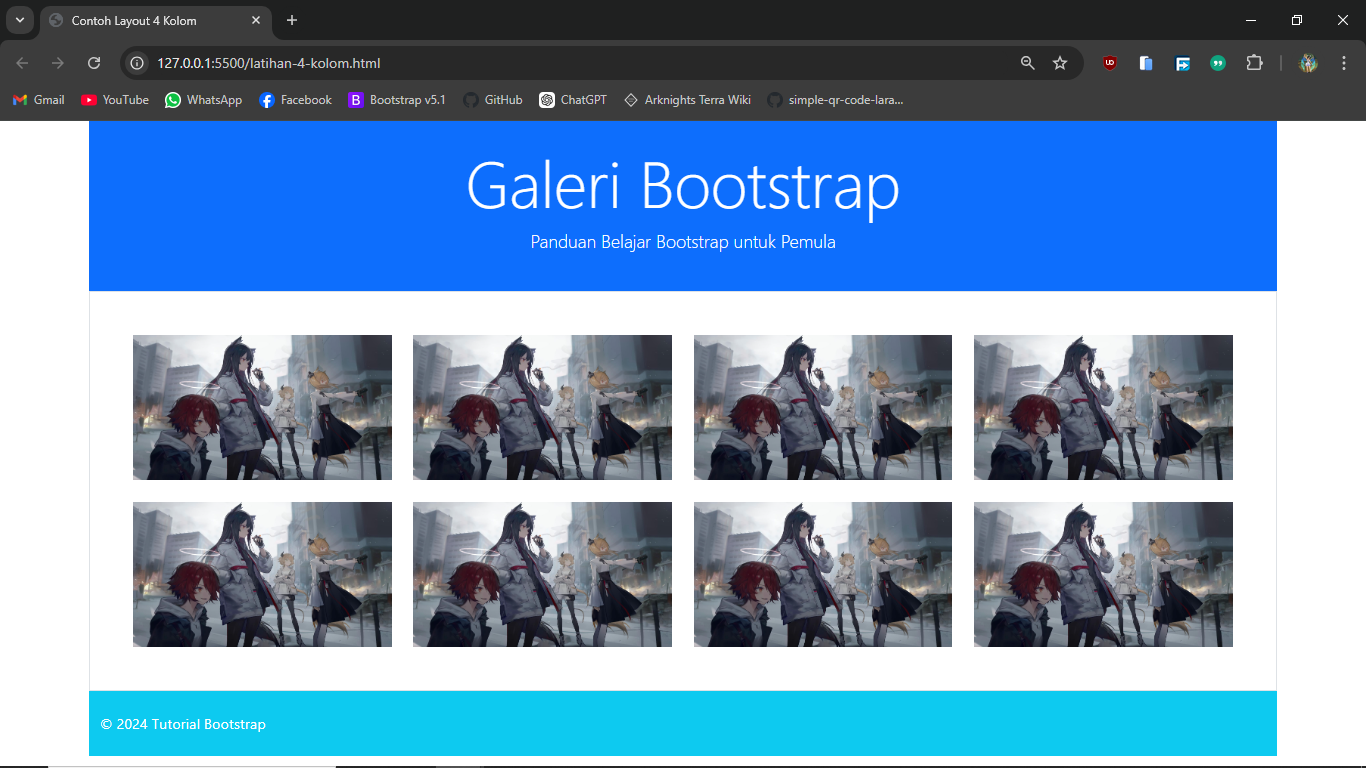 Contoh Layout 4 Kolom
127.0.0.1:5500/latihan-4-kolom.html
Gmail YouTube WhatsApp Facebook B Bootstrap v5.1 GitHub ChatGPT Arknights Terra Wiki simple-qr-code-lara...
Galeri Bootstrap
Panduan Belajar Bootstrap untuk Pemula
© 2024 Tutorial Bootstrap